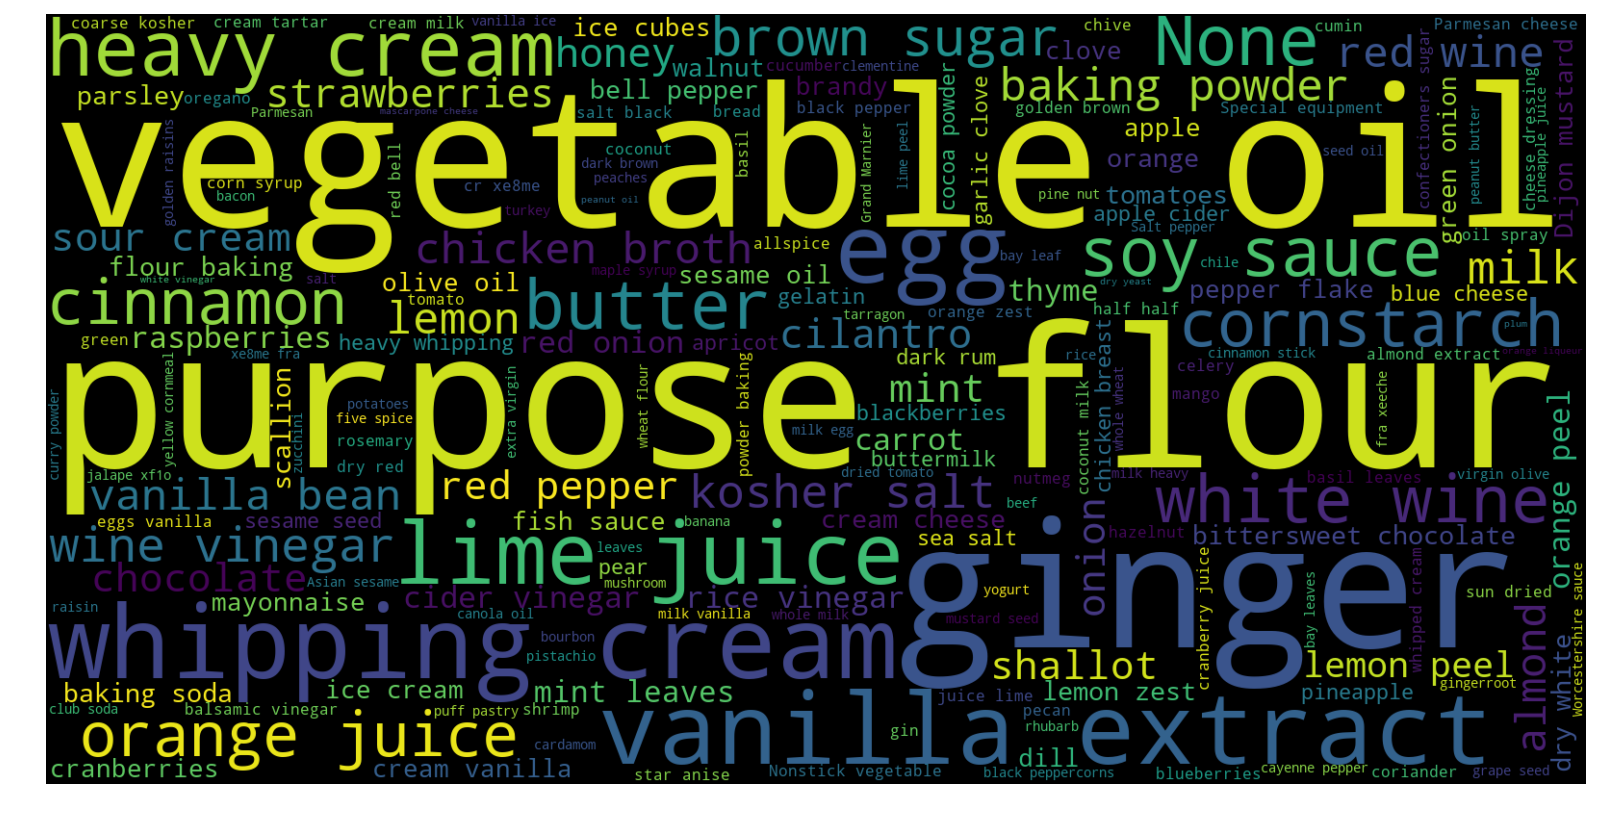 coarse kosher
cream tartar
cream milk
vanilla ice
ice cubes
heavy cream
honey
brown sugar
chive
None
cumin
Parmesan cheese
clove
red wine
walnut
cucumber
clementine
parsley
oregano
strawberries
bell pepper
brandy
baking powder
Parmesan
mascarpone cheese
salt black
bread
black pepper
golden brown
Special equipment
confectioners sugar
cheese dressing
pineapple juice
Dijon mustard
vegetable oil
golden raisins
corn syrup
bacon
red bell
cr xe8me
turkey
coconut
dark brown
peaches
peanut oil
basil
Grand Marnier
lime peel
cocoa powder
garlic clove
apple
orange
pine nut
tomatoes
apple cider
Salt pepper
seed oil
green onion
peanut butter
oil spray
sour cream
chicken broth
allspice
egg
bay leaf
soy sauce
chile
milk
flour baking
white vinegar
salt
olive oil
maple syrup
sesame oil
gelatin
thyme
dry yeast
half half
pepper flake
blue cheese
cinnamon
tomato
lemon
butter
tarragon
orange zest
cilantro
cornstarch
plum
green
raspberries
heavy whipping
red onion
apricot
xe8me fra
dark rum
rice
chicken breast
cinnamon stick
almond extract
orange liqueur
purpose flour
curry powder
yellow cornmeal
jalape xf1o
scallion
zucchini
potatoes
five spice
rosemary
dry red
extra virgin
wheat flour
powder baking
milk egg
mint
blackberries
carrot
buttermilk
dried tomato
coconut milk
whole wheat
celery
mango
fra xeeche
orange peel
vanilla bean
red pepper
kosher salt
nutmeg
milk heavy
basil leaves
virgin olive
beef
white wine
eggs vanilla
sesame seed
fish sauce
banana
cream cheese
sea salt
onion
hazelnut
bittersweet chocolate
wine vinegar
lime juice
leaves
pear
mushroom
chocolate
Asian sesame
ginger
yogurt
sun dried
raisin
mayonnaise
cider vinegar
rice vinegar
canola oil
milk vanilla
whole milk
mustard seed
cranberry juice
bay leaves
whipped cream
almond
Worcestershire sauce
whipping cream
bourbon
pistachio
shallot
lemon peel
gingerroot
baking soda
ice cream
mint leaves
juice lime
lemon zest
pineapple
dry white
club soda
balsamic vinegar
puff pastry
shrimp
vanilla extract
gin
pecan
rhubarb
orange juice
cardamom
dill
cranberries
cream vanilla
star anise
Nonstick vegetable
black peppercorns
blueberries
cayenne pepper
coriander
grape seed